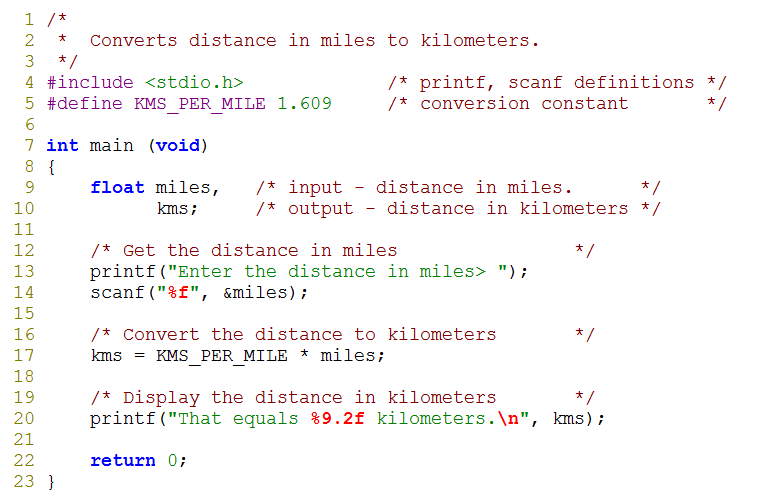 1 /*
2  *  Converts distance in miles to kilometers.
3  */
4 #include <stdio.h>             /* printf, scanf definitions */
5 #define KMS_PER_MILE 1.609     /* conversion constant       */
6
7 int main (void)
8 {
9     float miles,   /* input - distance in miles.      */
10           kms;     /* output - distance in kilometers */
11
12     /* Get the distance in miles                */
13     printf("Enter the distance in miles> ");
14     scanf("%f", &miles);
15
16     /* Convert the distance to kilometers       */
17     kms = KMS_PER_MILE * miles;
18
19     /* Display the distance in kilometers       */
20     printf("That equals %9.2f kilometers.\n", kms);
21
22     return 0;
23 }